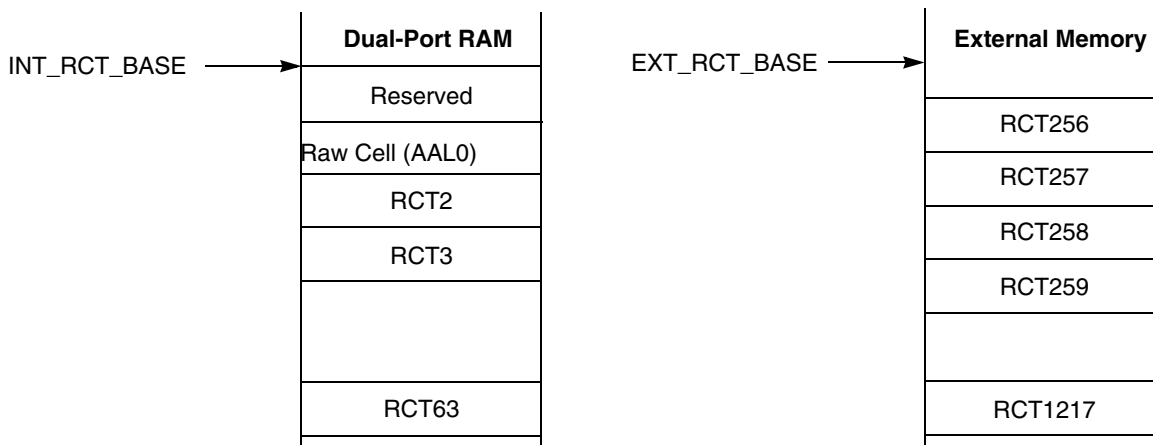 Dual-Port RAM
INT_RCT_BASE
Reserved
Raw Cell (AAL0)
RCT2
RCT3
RCT63
External Memory
EXT_RCT_BASE
RCT256
RCT257
RCT258
RCT259
RCT1217